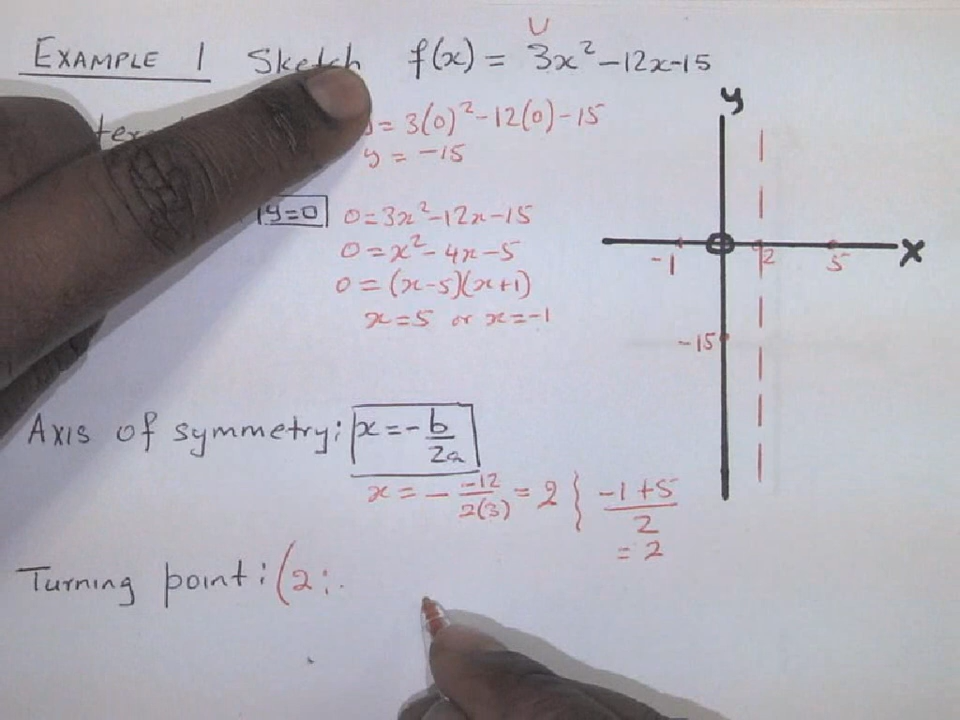 EXAMPLE 1 Sketch f(x) = 3x² - 12x - 15
U
= 3(0)² - 12(0) - 15
y = -15
y=0 0 = 3x² - 12x - 15
0 = x² - 4x - 5
0 = (x-5)(x+1)
x = 5 or x = -1
Axis of symmetry: x = -b/2a
x = - -12/2(3) = 2 } -1+5/2
= 2
Turning point: (2;
y
x
-1
2
5
-15